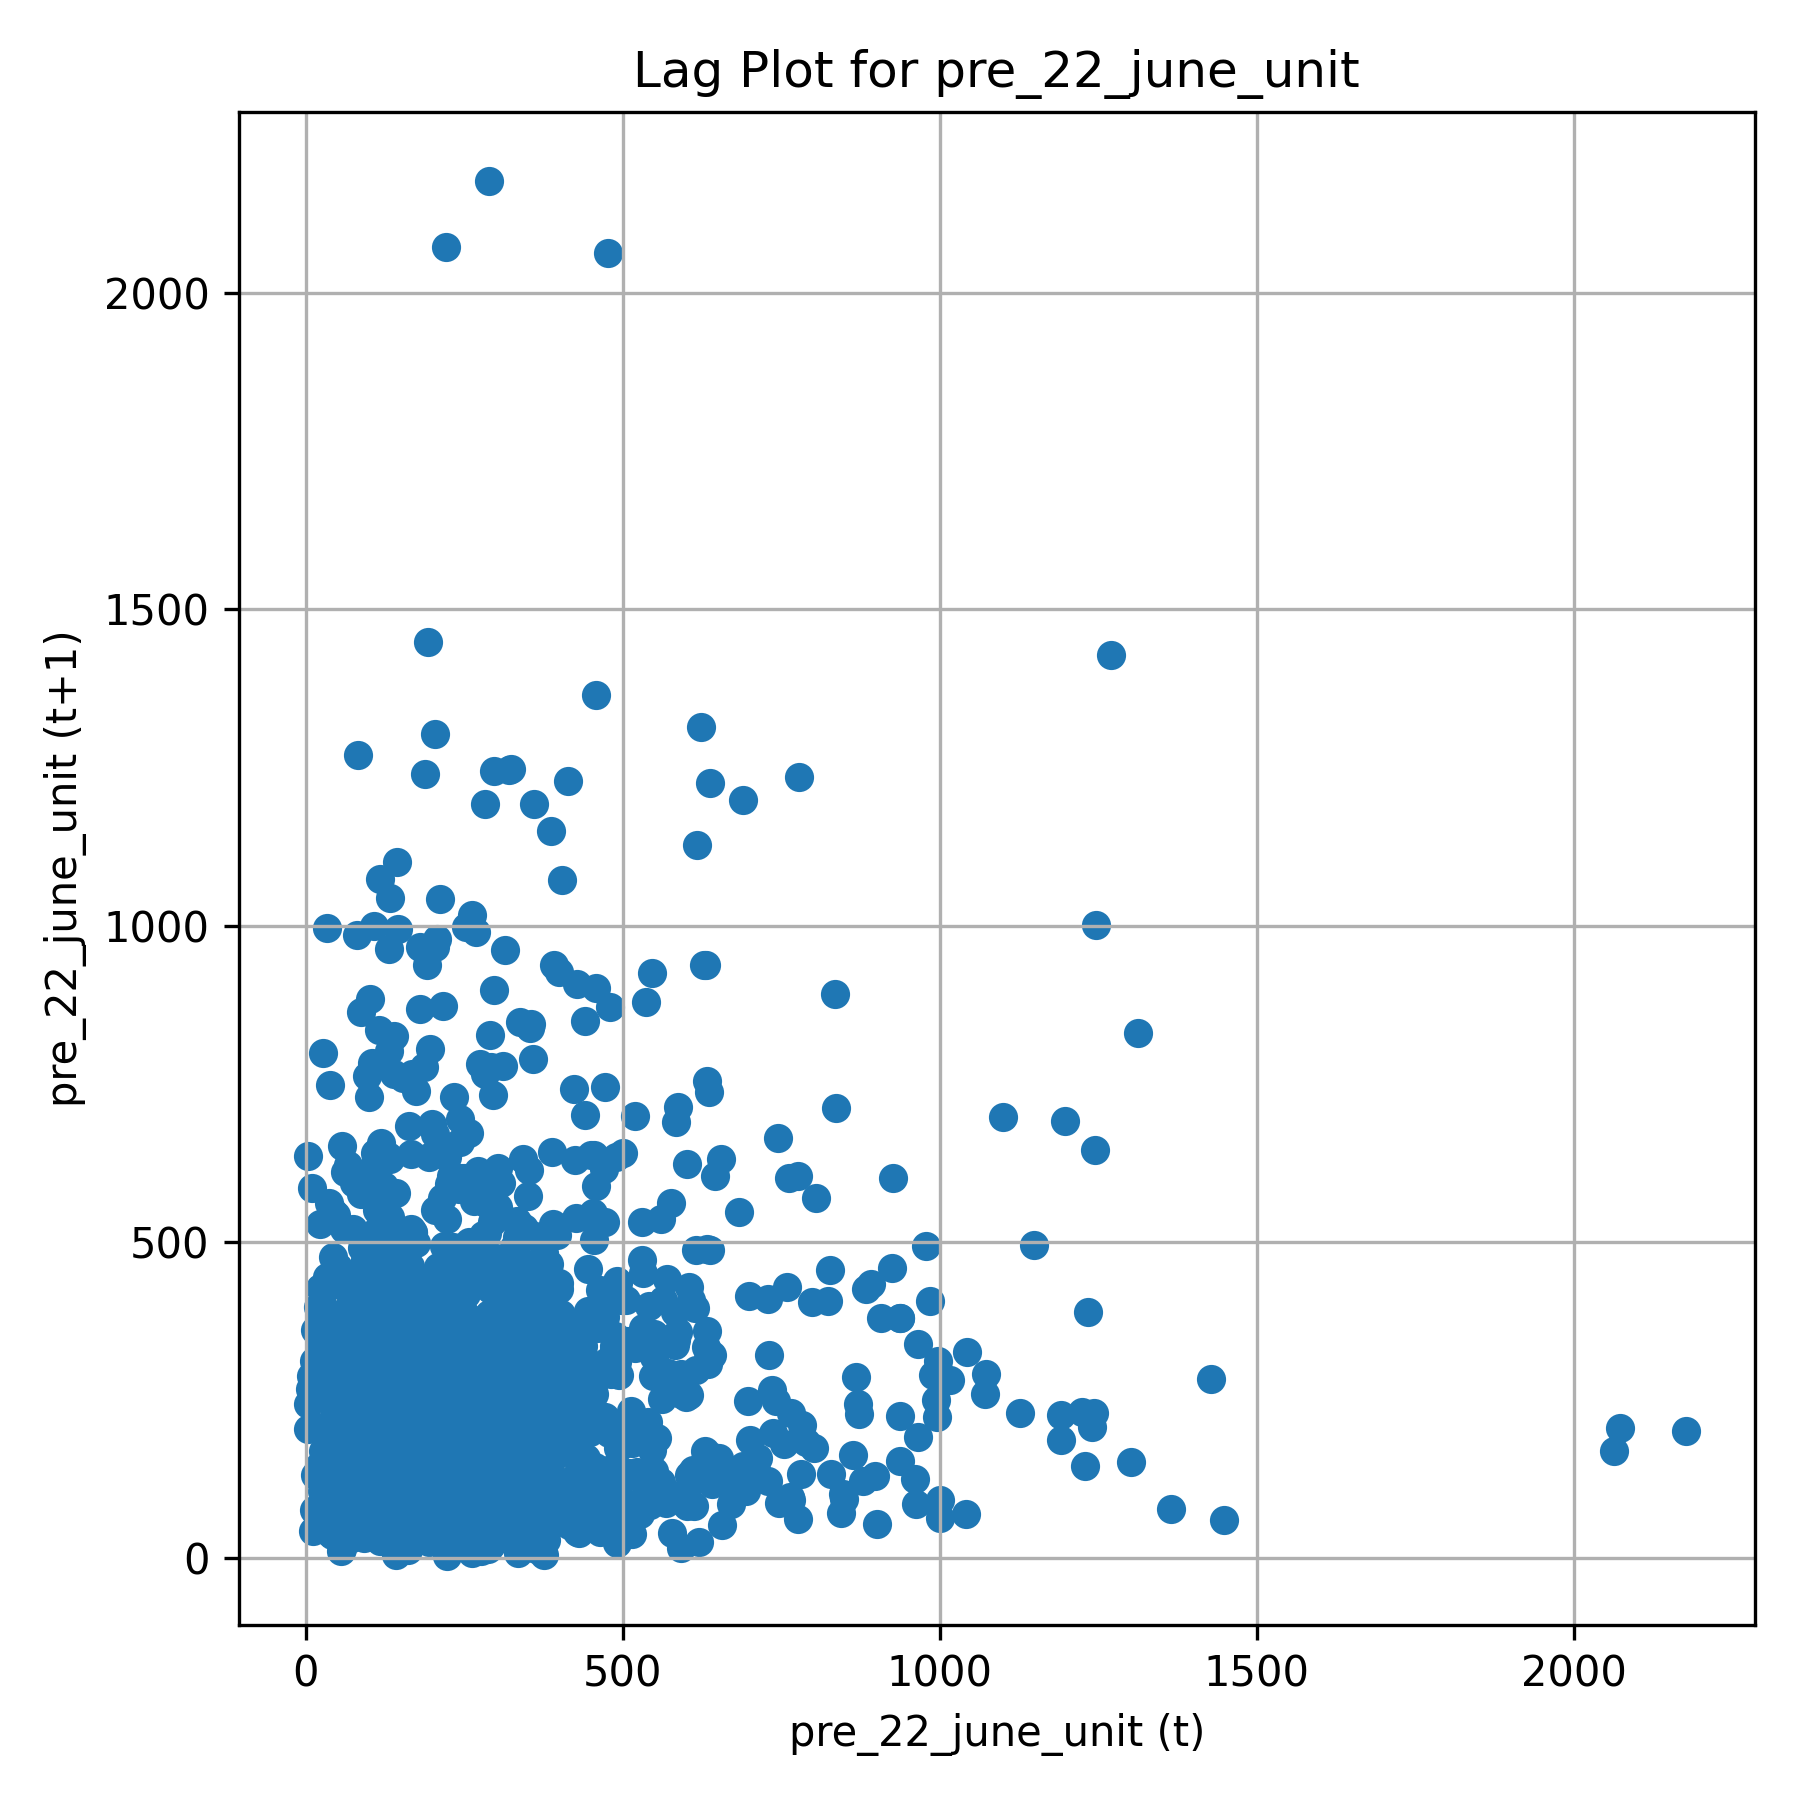 Lag Plot for pre_22_june_unit
pre_22_june_unit (t+1)
2000
1500
1000
500
0
0 500 1000 1500 2000
pre_22_june_unit (t)